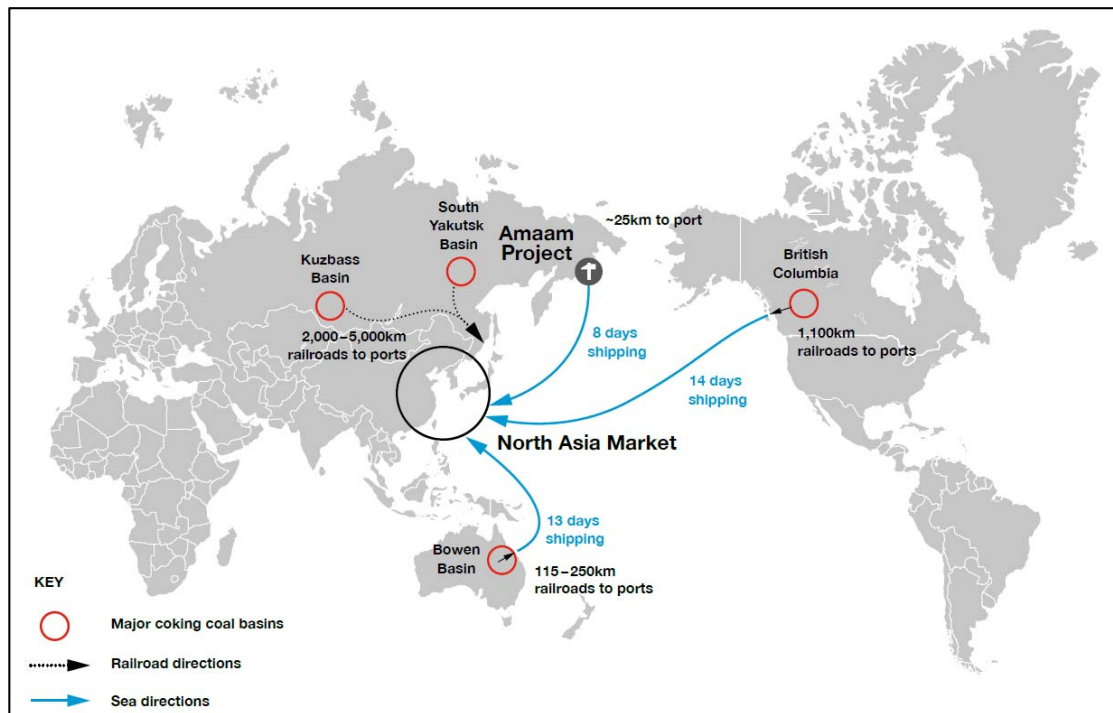 ~25km to port
South
Yakutsk
Basin
Amaam
Project
Kuzbass
Basin
British
Columbia
2,000–5,000km
railroads to ports
8 days
shipping
1,100km
railroads to ports
14 days
shipping
North Asia Market
13 days
shipping
Bowen
Basin
115–250km
railroads to ports
KEY
Major coking coal basins
Railroad directions
Sea directions